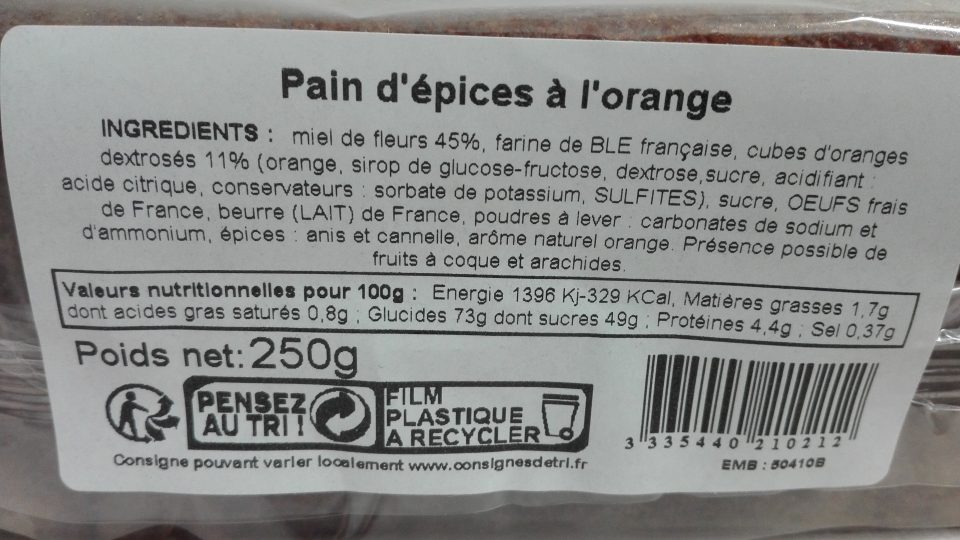 Pain d'épices à l'orange
INGREDIENTS : miel de fleurs 45%, farine de BLE française, cubes d'oranges
dextrosés 11% (orange, sirop de glucose-fructose, dextrose,sucre, acidifiant :
acide citrique, conservateurs : sorbate de potassium, SULFITES), sucre, OEUFS frais
de France, beurre (LAIT) de France, poudres à lever : carbonates de sodium et
d'ammonium, épices : anis et cannelle, arôme naturel orange. Présence possible de
fruits à coque et arachides.
Valeurs nutritionnelles pour 100g : Energie 1396 Kj-329 KCal, Matières grasses 1,7g
dont acides gras saturés 0,8g ; Glucides 73g dont sucres 49g ; Protéines 4,4g ; Sel 0,37g
Poids net: 250g
PENSEZ
AU TRI !
FILM
PLASTIQUE
A RECYCLER
Consigne pouvant varier localement www.consignesdetri.fr
3 335440 210212
EMB : 50410B